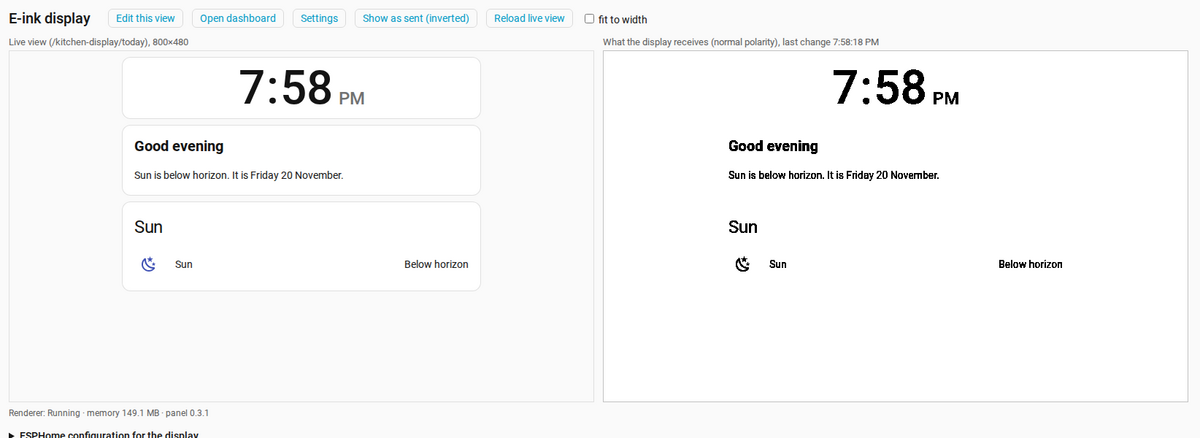 E-ink display Edit this view Open dashboard Settings Show as sent (inverted) Reload live view fit to width
Live view (/kitchen-display/today), 800×480
7:58 PM
Good evening
Sun is below horizon. It is Friday 20 November.
Sun
Sun Below horizon
What the display receives (normal polarity), last change 7:58:18 PM
7:58 PM
Good evening
Sun is below horizon. It is Friday 20 November.
Sun
Sun Below horizon
Renderer: Running · memory 149.1 MB · panel 0.3.1
ESPHome configuration for the display